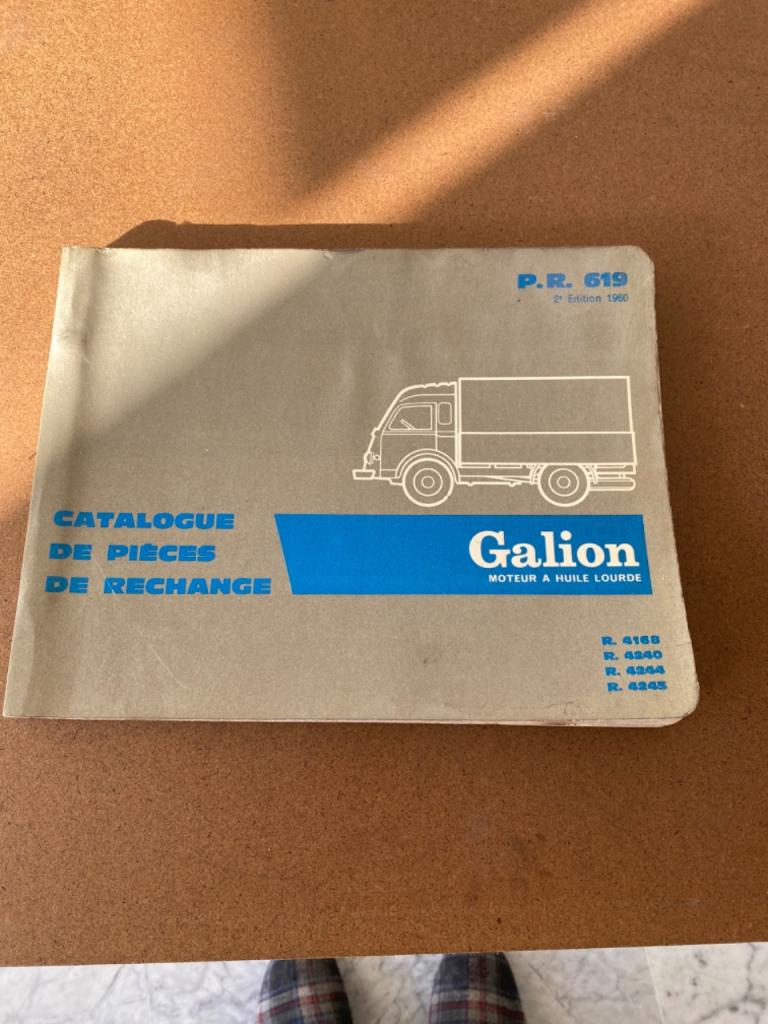 P.R. 619
2e Edition 1960
CATALOGUE
DE PIÈCES
DE RECHANGE
Galion
MOTEUR A HUILE LOURDE
R. 4168
R. 4240
R. 4244
R. 4245